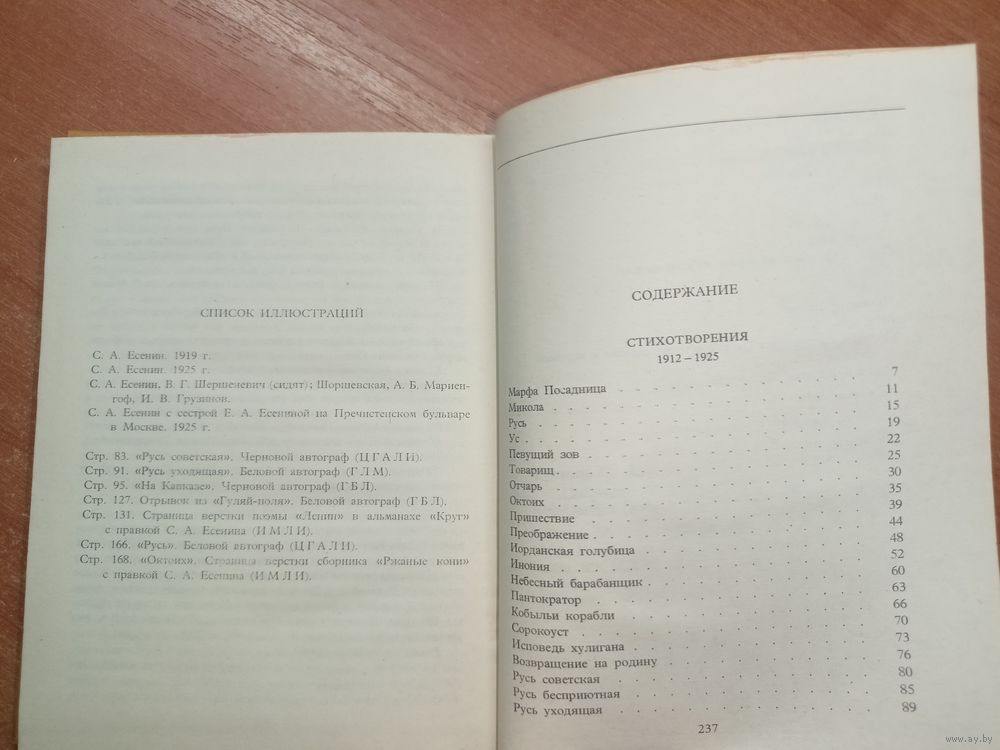 СПИСОК ИЛЛЮСТРАЦИЙ
С. А. Есенин. 1919 г.
С. А. Есенин. 1925 г.
С. А. Есенин, В. Г. Шершеневич (сидят); Шоршевская, А. Б. Мариен-
гоф, И. В. Грузинов.
С. А. Есенин с сестрой Е. А. Есениной на Пречистенском бульваре
в Москве. 1925 г.
Стр. 83. «Русь советская». Черновой автограф (ЦГАЛИ).
Стр. 91. «Русь уходящая». Беловой автограф (ГЛМ).
Стр. 95. «На Кавказе». Черновой автограф (ГБЛ).
Стр. 127. Отрывок из «Гуляй-поля». Беловой автограф (ГБЛ).
Стр. 131. Страница верстки поэмы «Ленин» в альманахе «Круг»
с правкой С. А. Есенина (ИМЛИ).
Стр. 166. «Русь». Беловой автограф (ЦГАЛИ).
Стр. 168. «Октоих». Страница верстки сборника «Ржаные кони»
с правкой С. А. Есенина (ИМЛИ).
СОДЕРЖАНИЕ
СТИХОТВОРЕНИЯ
1912 – 1925
Марфа Посадница 7
Микола 11
Русь 15
Ус 19
Певущий зов 22
Товарищ 25
Отчарь 30
Октоих 35
Пришествие 39
Преображение 44
Иорданская голубица 48
Инония 52
Небесный барабанщик 60
Пантократор 63
Кобыльи корабли 66
Сорокоуст 70
Исповедь хулигана 73
Возвращение на родину 76
Русь советская 80
Русь бесприютная 85
Русь уходящая 89
237
www.ay.by